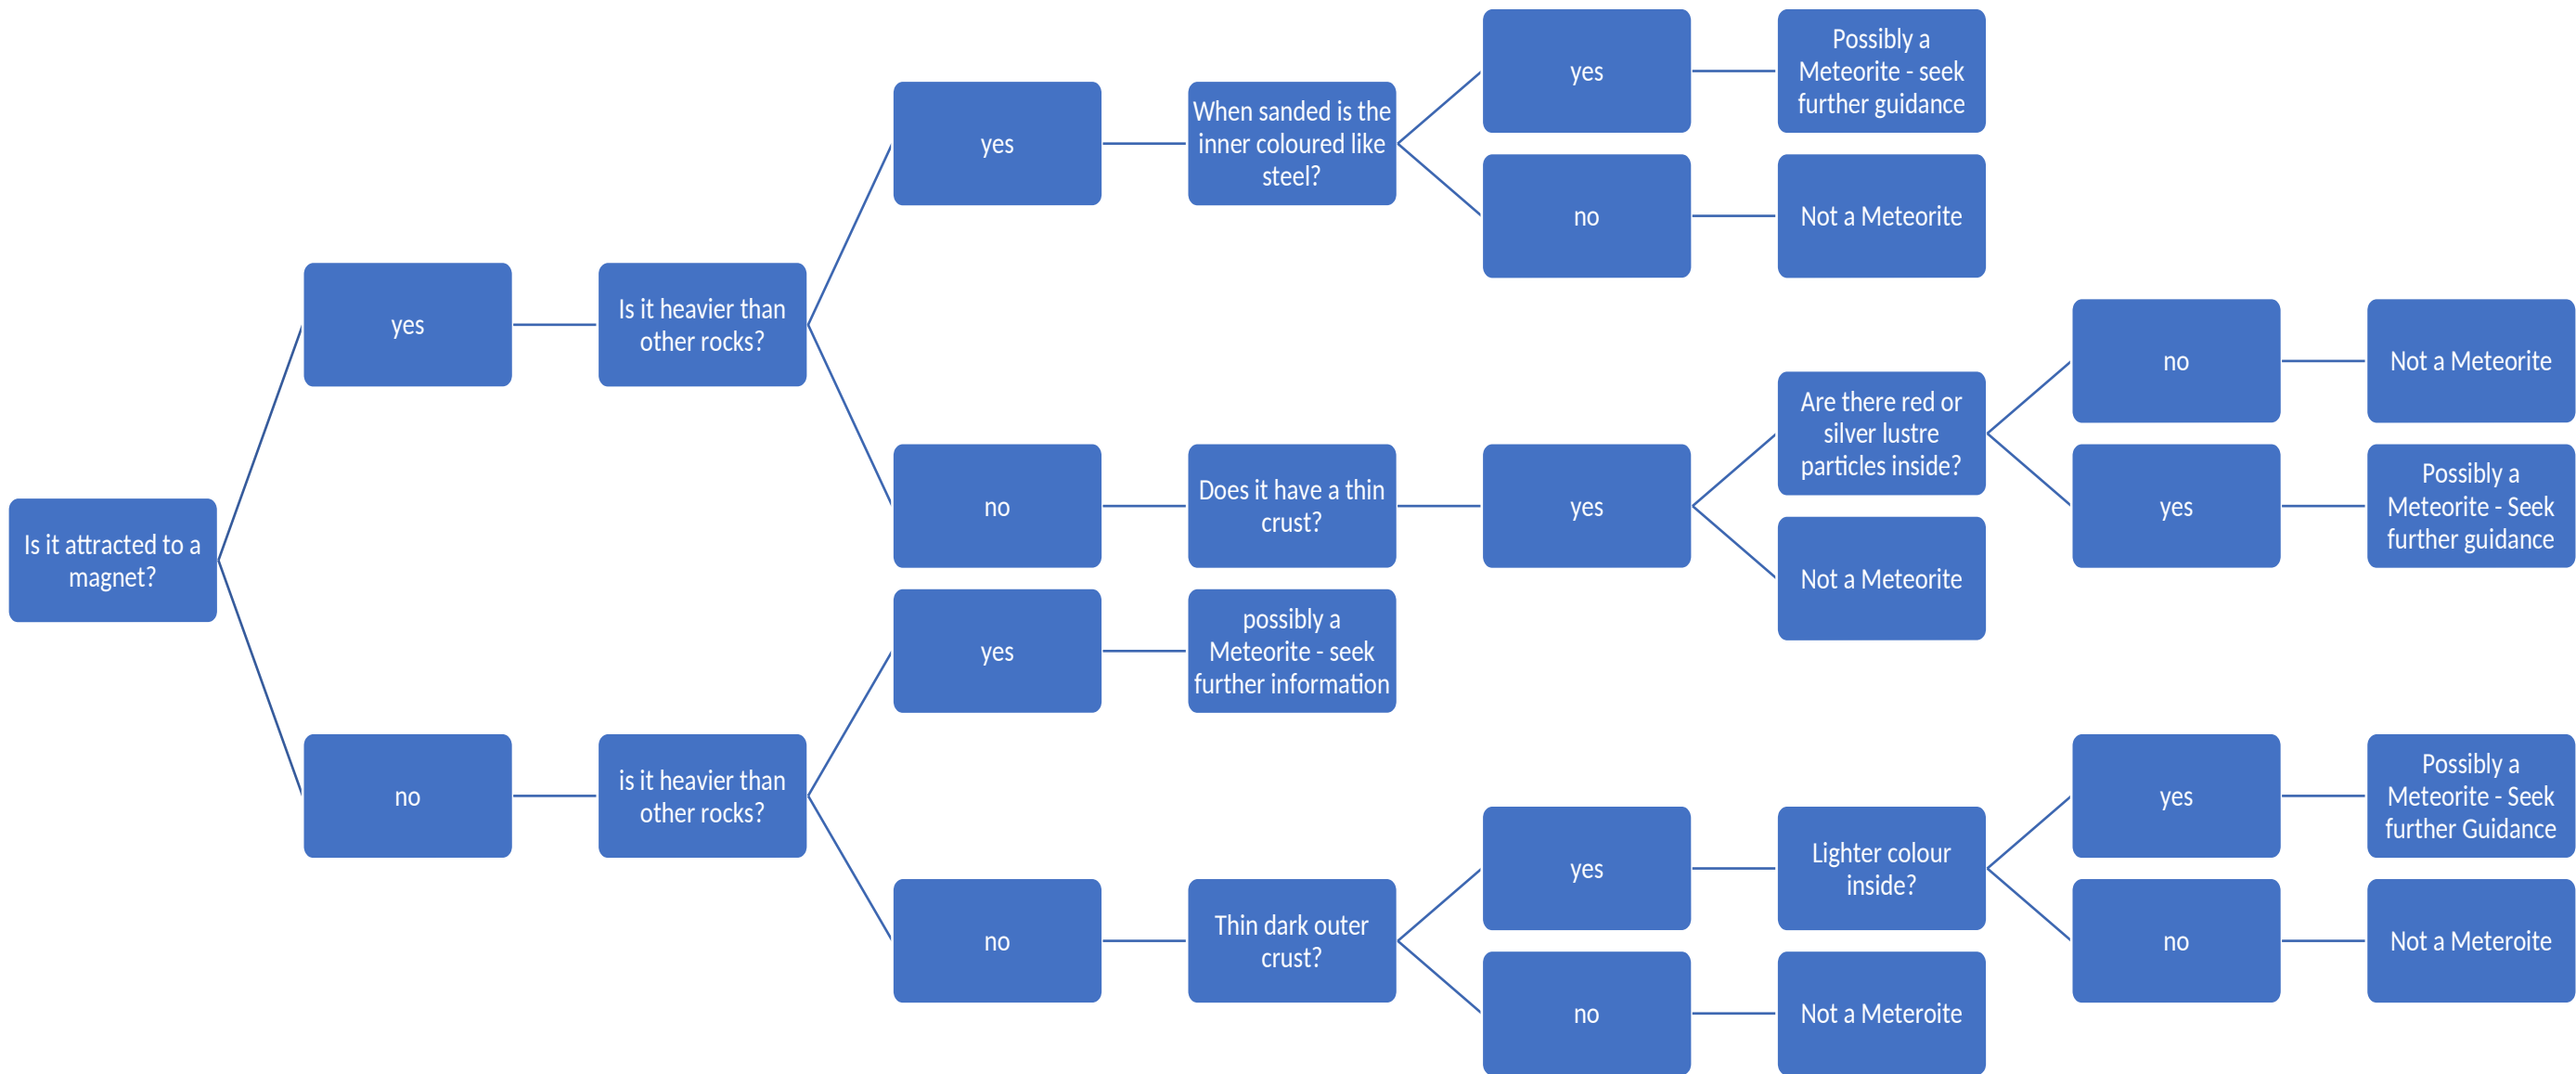 Is it attracted to a
magnet?
yes
Is it heavier than
other rocks?
yes
When sanded is the
inner coloured like
steel?
yes
Possibly a
Meteorite - seek
further guidance
no
Not a Meteorite
no
Does it have a thin
crust?
yes
Are there red or
silver lustre
particles inside?
no
Not a Meteorite
yes
Possibly a
Meteorite - Seek
further guidance
Not a Meteorite
no
is it heavier than
other rocks?
yes
possibly a
Meteorite - seek
further information
no
Thin dark outer
crust?
yes
Lighter colour
inside?
yes
Possibly a
Meteorite - Seek
further Guidance
no
Not a Meteroite
no
Not a Meteroite